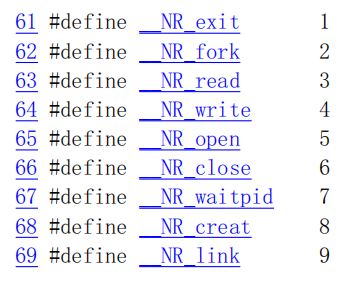 61 #define __NR_exit 1
62 #define __NR_fork 2
63 #define __NR_read 3
64 #define __NR_write 4
65 #define __NR_open 5
66 #define __NR_close 6
67 #define __NR_waitpid 7
68 #define __NR_creat 8
69 #define __NR_link 9